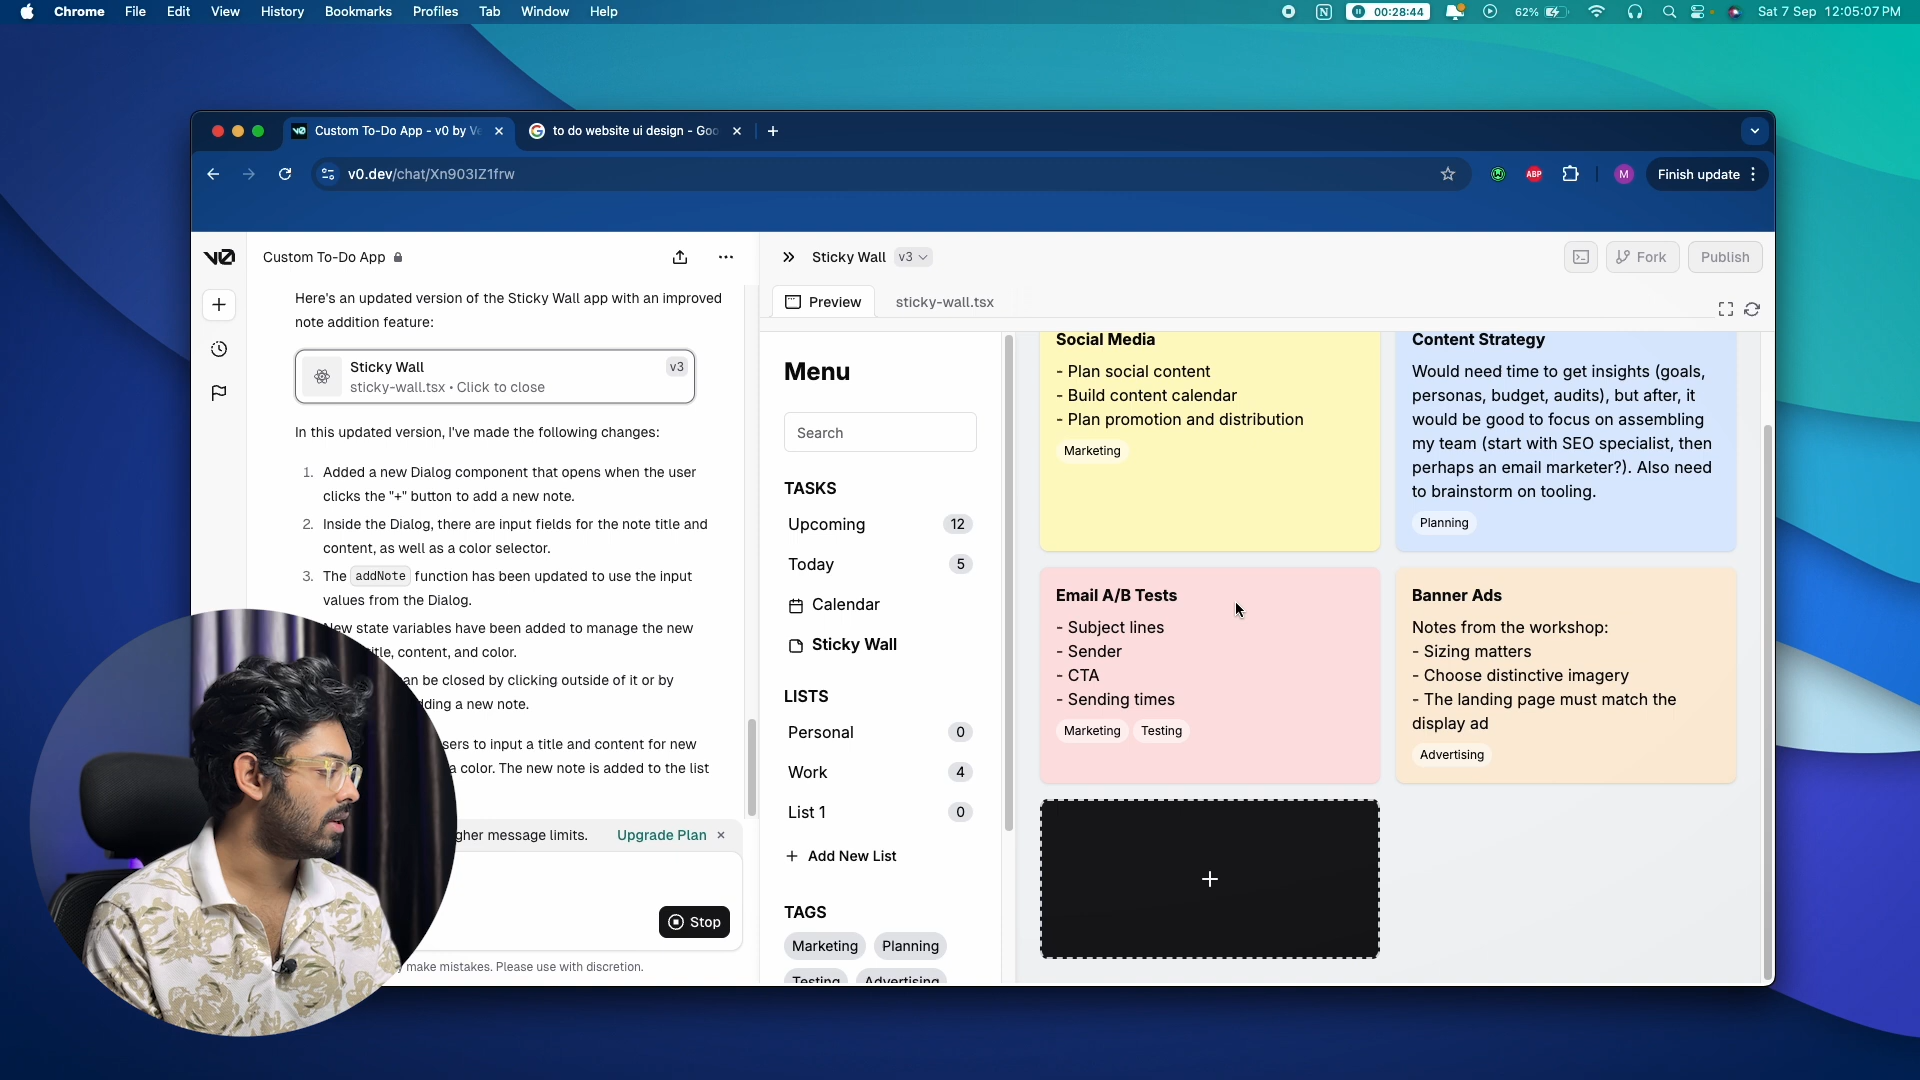 Chrome File Edit View History Bookmarks Profiles Tab Window Help
00:28:44
62%
Sat 7 Sep 12:05:07 PM
Custom To-Do App - v0 by
to do website ui design - Goo
v0.dev/chat/Xn903IZ1frw
ABP
M
Finish update
v0
Custom To-Do App
Here's an updated version of the Sticky Wall app with an improved
note addition feature:
Sticky Wall
v3
sticky-wall.tsx • Click to close
In this updated version, I've made the following changes:
1. Added a new Dialog component that opens when the user
clicks the "+" button to add a new note.
2. Inside the Dialog, there are input fields for the note title and
content, as well as a color selector.
3. The addNote function has been updated to use the input
values from the Dialog.
New state variables have been added to manage the new
title, content, and color.
can be closed by clicking outside of it or by
adding a new note.
users to input a title and content for new
a color. The new note is added to the list
higher message limits. Upgrade Plan
Stop
make mistakes. Please use with discretion.
Sticky Wall v3
Fork
Publish
Preview
sticky-wall.tsx
Menu
Search
TASKS
Upcoming 12
Today 5
Calendar
Sticky Wall
LISTS
Personal 0
Work 4
List 1 0
+ Add New List
TAGS
Marketing Planning
Testing Advertising
Social Media
- Plan social content
- Build content calendar
- Plan promotion and distribution
Marketing
Content Strategy
Would need time to get insights (goals,
personas, budget, audits), but after, it
would be good to focus on assembling
my team (start with SEO specialist, then
perhaps an email marketer?). Also need
to brainstorm on tooling.
Planning
Email A/B Tests
- Subject lines
- Sender
- CTA
- Sending times
Marketing Testing
Banner Ads
Notes from the workshop:
- Sizing matters
- Choose distinctive imagery
- The landing page must match the
display ad
Advertising
+